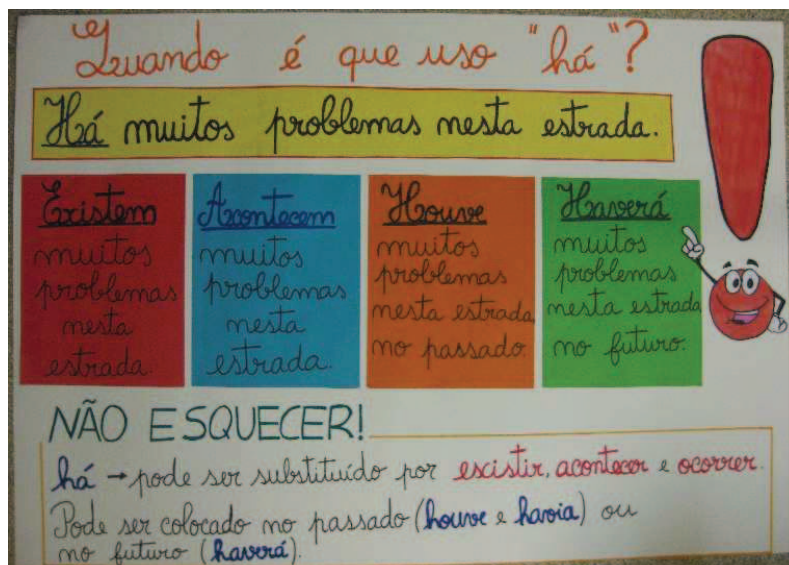 Quando é que uso "há"?
Há muitos problemas nesta estrada.
Existem
muitos
problemas
nesta
estrada.
Acontecem
muitos
problemas
nesta
estrada.
Houve
muitos
problemas
nesta estrada
no passado.
Haverá
muitos
problemas
nesta estrada
no futuro.
NÃO ESQUECER!
há → pode ser substituído por existir, acontecer e ocorrer.
Pode ser colocado no passado (houve e havia) ou
no futuro (haverá).